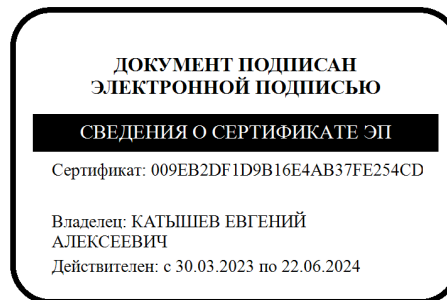 ДОКУМЕНТ ПОДПИСАН
ЭЛЕКТРОННОЙ ПОДПИСЬЮ
СВЕДЕНИЯ О СЕРТИФИКАТЕ ЭП
Сертификат: 009EB2DF1D9B16E4AB37FE254CD
Владелец: КАТЫШЕВ ЕВГЕНИЙ
АЛЕКСЕЕВИЧ
Действителен: с 30.03.2023 по 22.06.2024